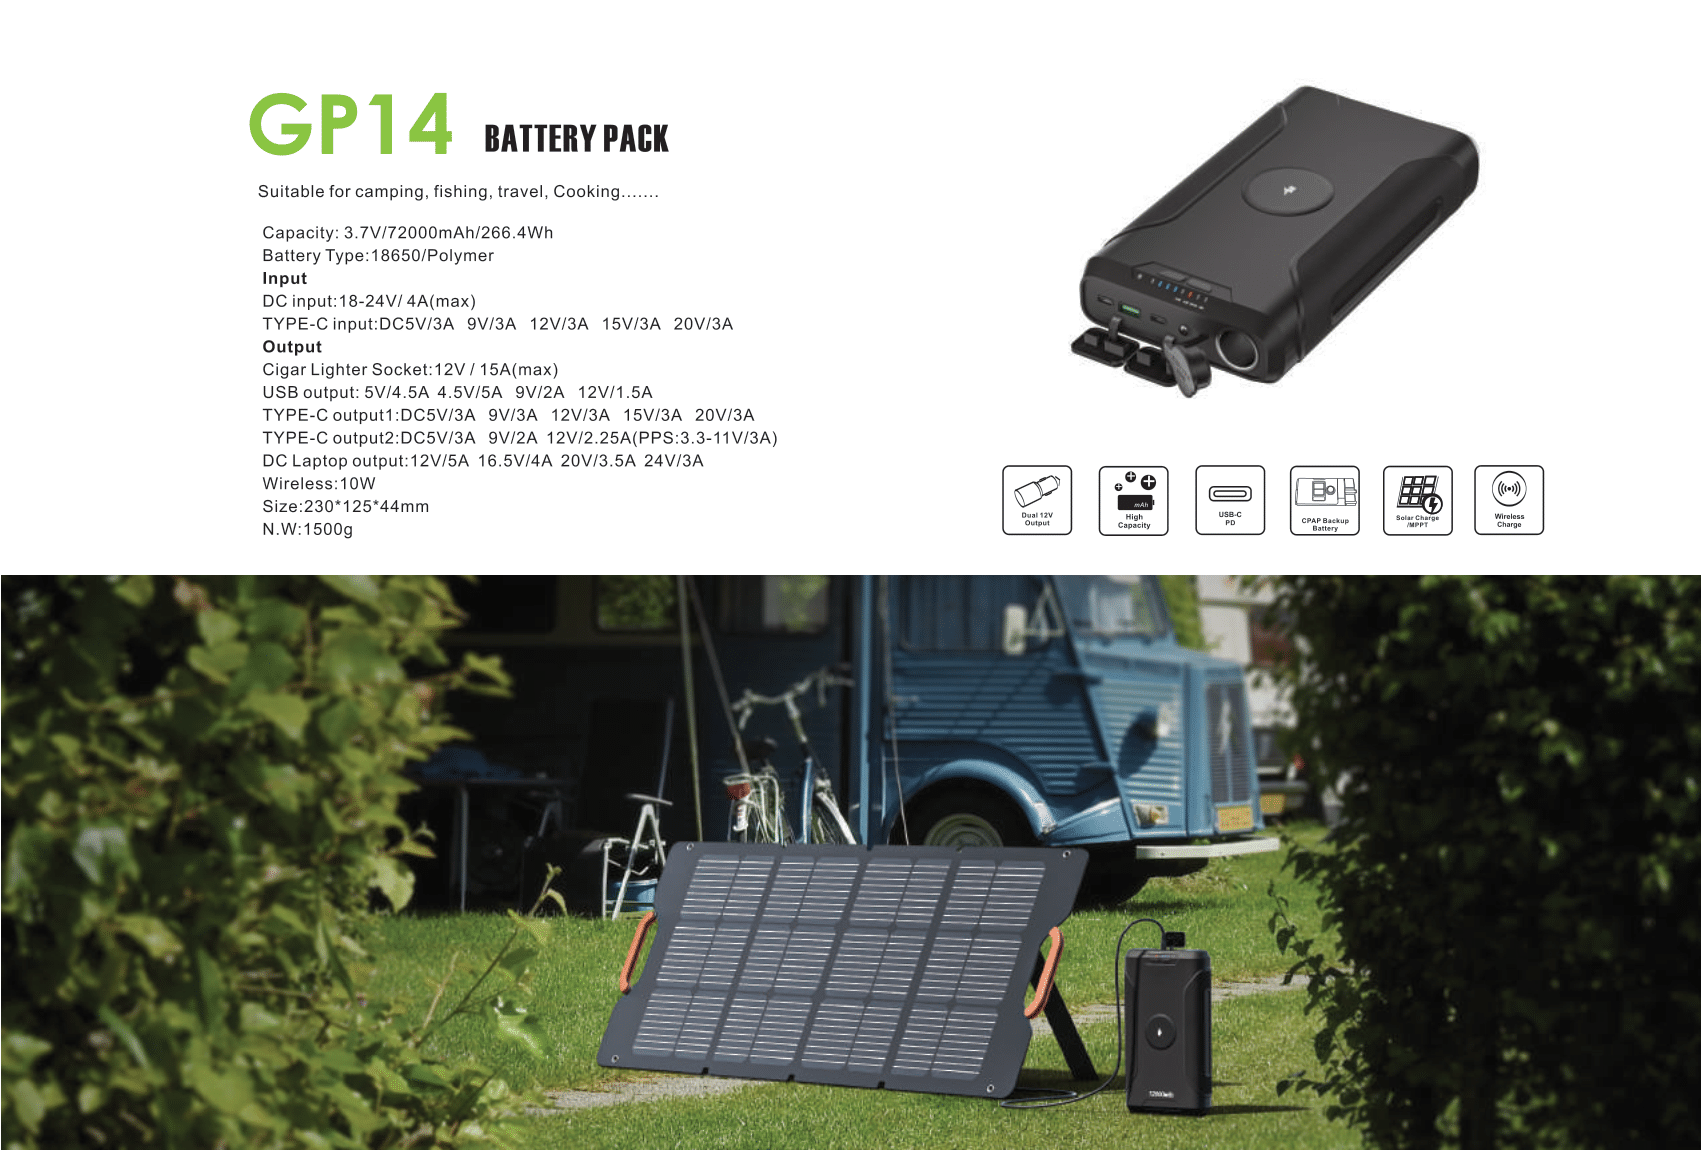 GP14 BATTERY PACK
Suitable for camping, fishing, travel, Cooking.......
Capacity: 3.7V/72000mAh/266.4Wh
Battery Type:18650/Polymer
Input
DC input:18-24V/ 4A(max)
TYPE-C input:DC5V/3A 9V/3A 12V/3A 15V/3A 20V/3A
Output
Cigar Lighter Socket:12V / 15A(max)
USB output: 5V/4.5A 4.5V/5A 9V/2A 12V/1.5A
TYPE-C output1:DC5V/3A 9V/3A 12V/3A 15V/3A 20V/3A
TYPE-C output2:DC5V/3A 9V/2A 12V/2.25A(PPS:3.3-11V/3A)
DC Laptop output:12V/5A 16.5V/4A 20V/3.5A 24V/3A
Wireless:10W
Size:230*125*44mm
N.W:1500g
Dual 12V
Output
mAh
High
Capacity
USB-C
PD
CPAP Backup
Battery
Solar Charge
/MPPT
Wireless
Charge